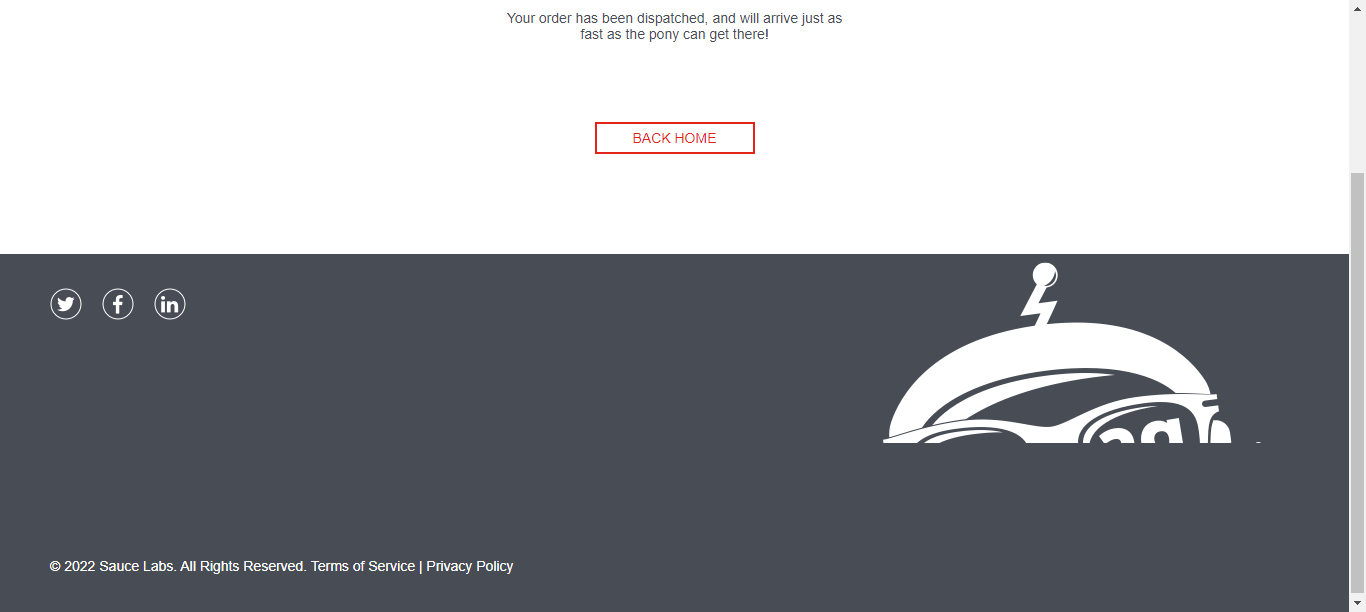 Your order has been dispatched, and will arrive just as
fast as the pony can get there!
BACK HOME
© 2022 Sauce Labs. All Rights Reserved. Terms of Service | Privacy Policy